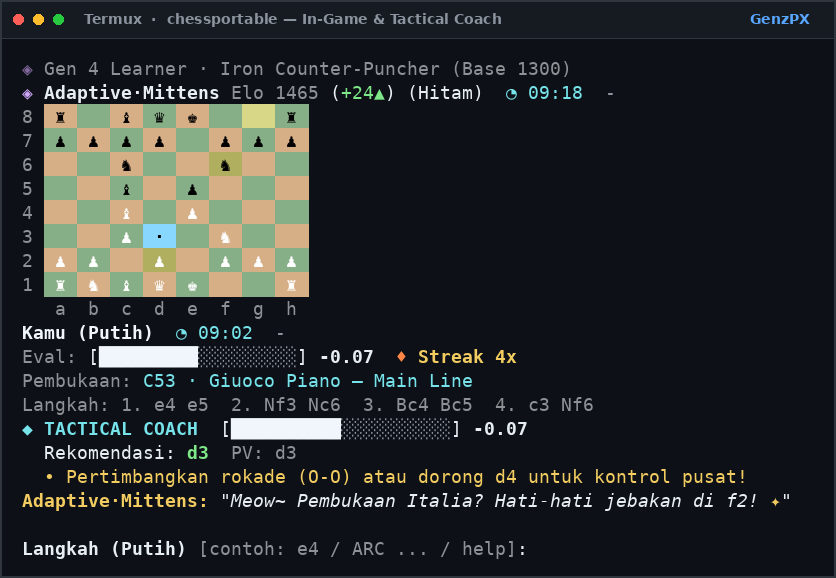 Termux · chessportable — In-Game & Tactical Coach GenzPX
◈ Gen 4 Learner · Iron Counter-Puncher (Base 1300)
◈ Adaptive·Mittens Elo 1465 (+24▲) (Hitam) ◔ 09:18 -
8 ♜ ♝ ♛ ♚ ♜
7 ♟ ♟ ♟ ♟ ♟ ♟ ♟
6 ♞ ♞
5 ♝ ♟
4 ♝ ♟
3 ♟ · ♞
2 ♟ ♟ ♟ ♟ ♟ ♟
1 ♜ ♞ ♝ ♛ ♚ ♜
a b c d e f g h
Kamu (Putih) ◔ 09:02 -
Eval: [█████████░░░░░░░░░] -0.07 ♦ Streak 4x
Pembukaan: C53 · Giuoco Piano — Main Line
Langkah: 1. e4 e5 2. Nf3 Nc6 3. Bc4 Bc5 4. c3 Nf6
◆ TACTICAL COACH [██████████░░░░░░░░░░] -0.07
Rekomendasi: d3 PV: d3
• Pertimbangkan rokade (O-O) atau dorong d4 untuk kontrol pusat!
Adaptive·Mittens: "Meow~ Pembukaan Italia? Hati-hati jebakan di f2! ✦"
Langkah (Putih) [contoh: e4 / ARC ... / help]: